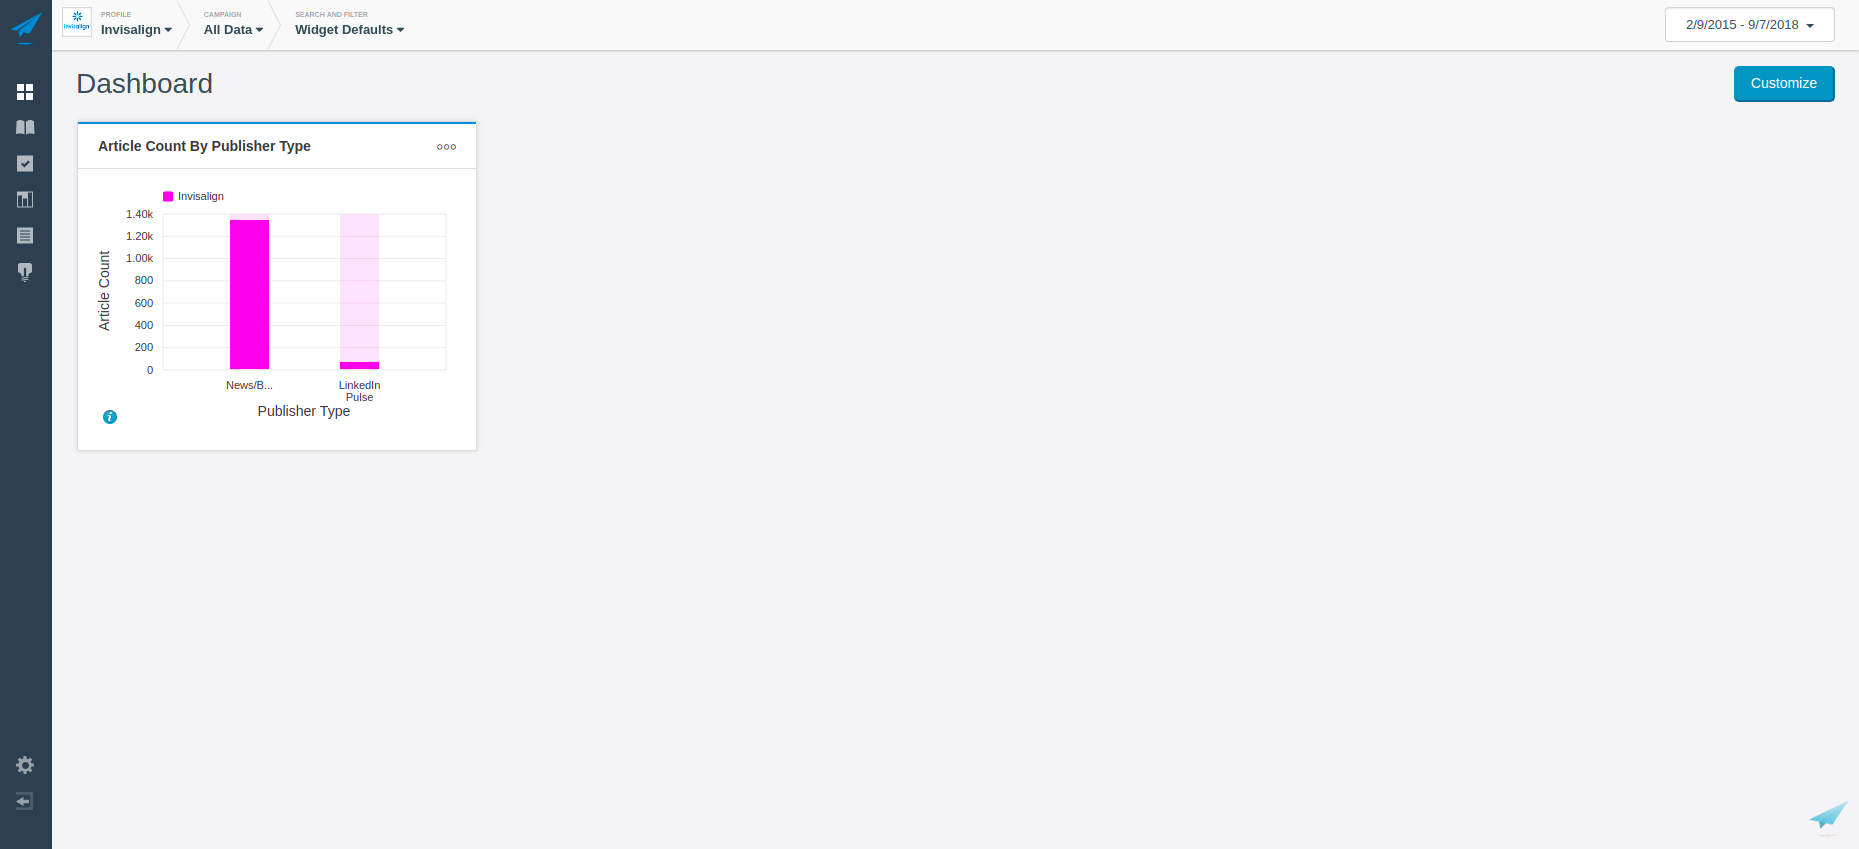 invisalign
PROFILE
Invisalign
CAMPAIGN
All Data
SEARCH AND FILTER
Widget Defaults
2/9/2015 - 9/7/2018
Dashboard
Customize
Article Count By Publisher Type
Invisalign
1.40k
1.20k
1.00k
800
600
400
200
0
Article Count
News/B...
LinkedIn
Pulse
Publisher Type
i